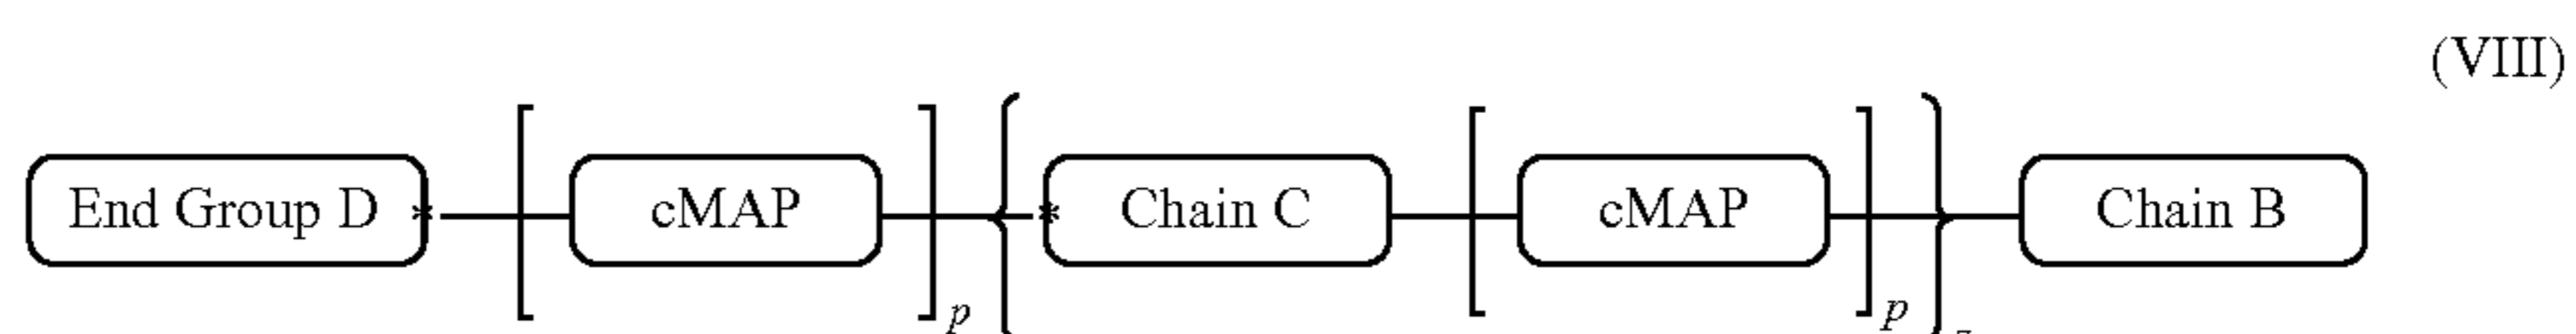 (VIII)
End Group D * cMAP * Chain C cMAP Chain B
p p